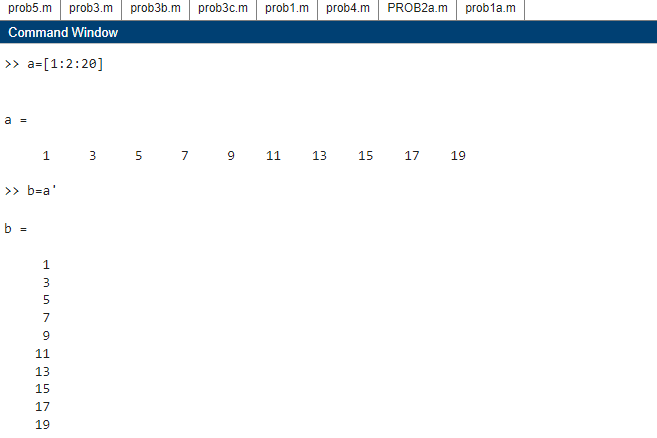 prob5.m prob3.m prob3b.m prob3c.m prob1.m prob4.m PROB2a.m prob1a.m
Command Window
>> a=[1:2:20]
a =
1 3 5 7 9 11 13 15 17 19
>> b=a'
b =
1
3
5
7
9
11
13
15
17
19